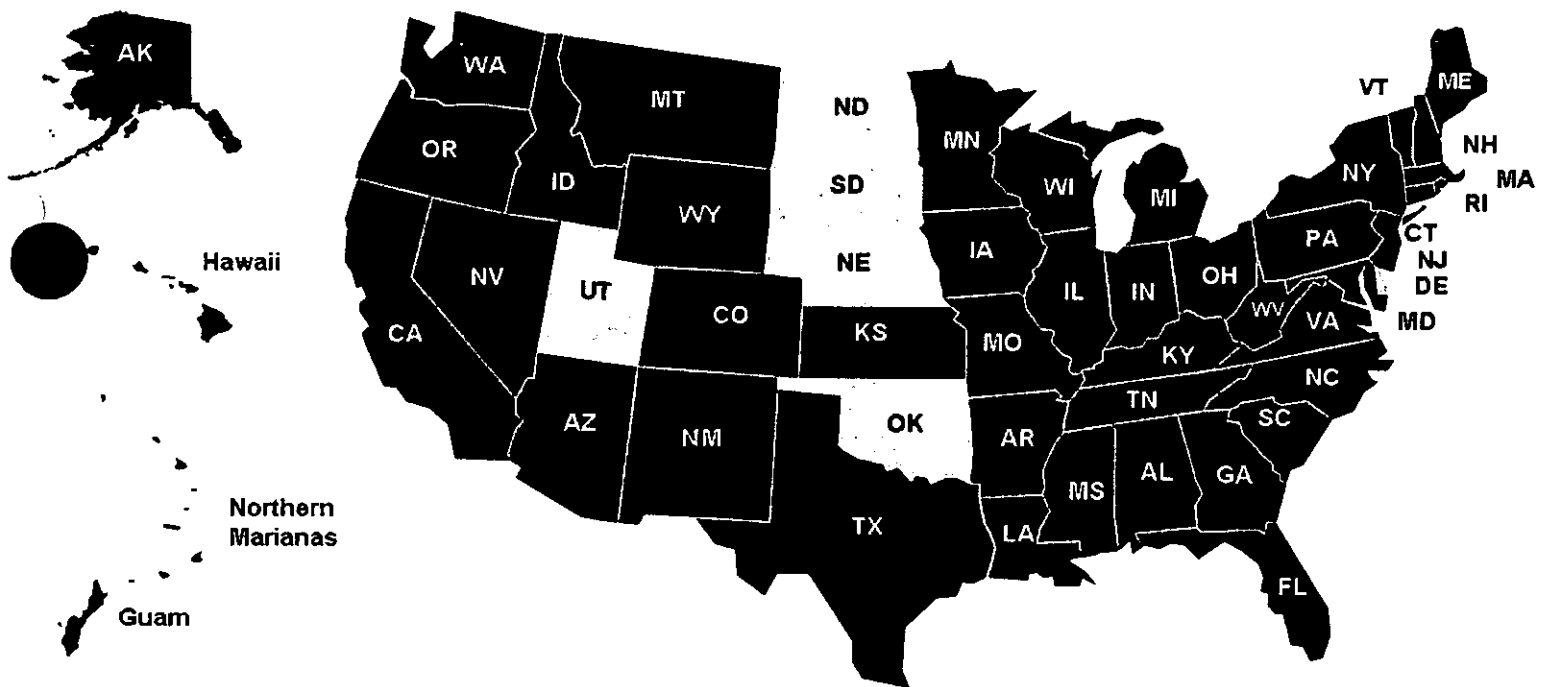 AK
WA
MT
ND
VT
ME
OR
ID
MN
NH
SD
WI
NY
MA
WY
MI
RI
CT
Hawaii
NV
UT
NE
IA
PA
NJ
OH
DE
IL
IN
CO
CA
KS
MO
WV
VA
MD
KY
NC
AZ
NM
OK
TN
AR
SC
MS
AL
GA
TX
LA
Northern
Marianas
FL
Guam